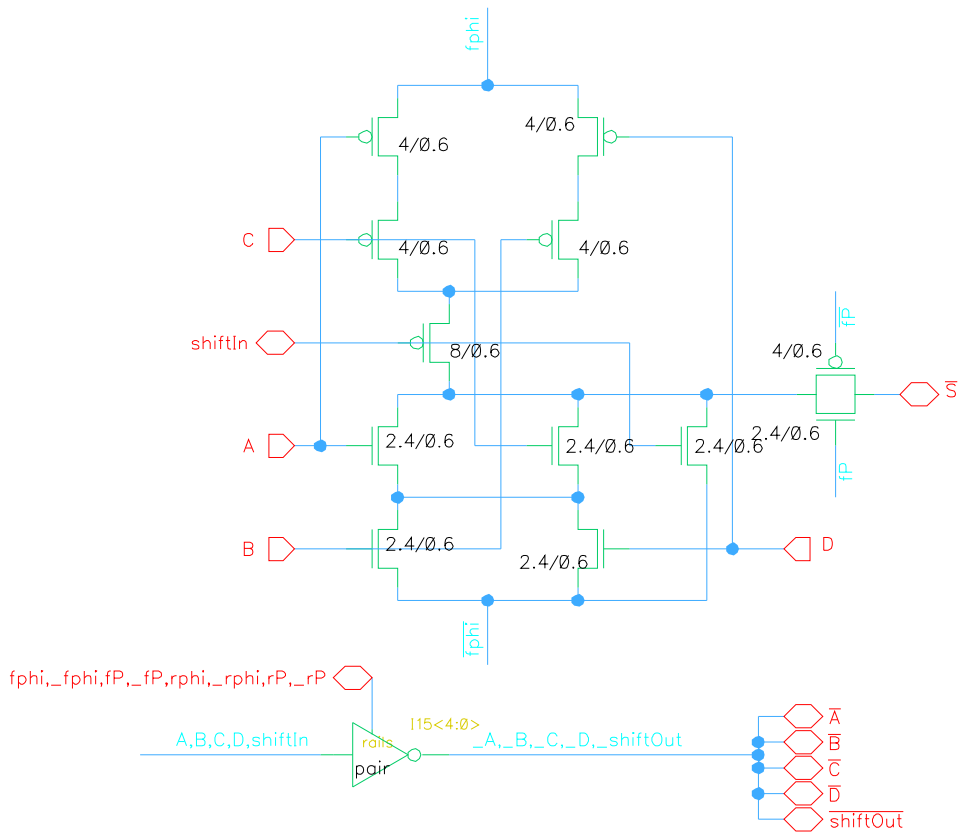 fphi
4/0.6
4/0.6
C
4/0.6
4/0.6
shiftIn
8/0.6
fP
4/0.6
S
A
2.4/0.6
2.4/0.6
2.4/0.6
2.4/0.6
fP
B
2.4/0.6
2.4/0.6
D
fphi
fphi,_fphi,fP,_fP,rphi,_rphi,rP,_rP
I15<4:0>
A,B,C,D,shiftIn
rails
pair
_A,_B,_C,_D,_shiftOut
A
B
C
D
shiftOut